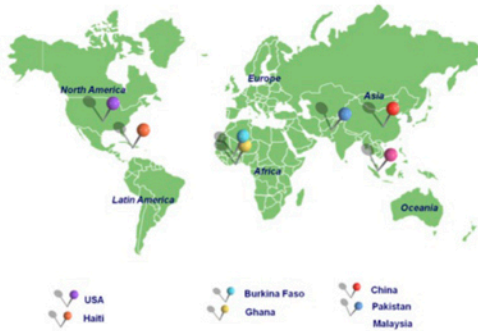 North America
Europe
Asia
Africa
Latin America
Oceania
USA
Haiti
Burkina Faso
Ghana
China
Pakistan
Malaysia